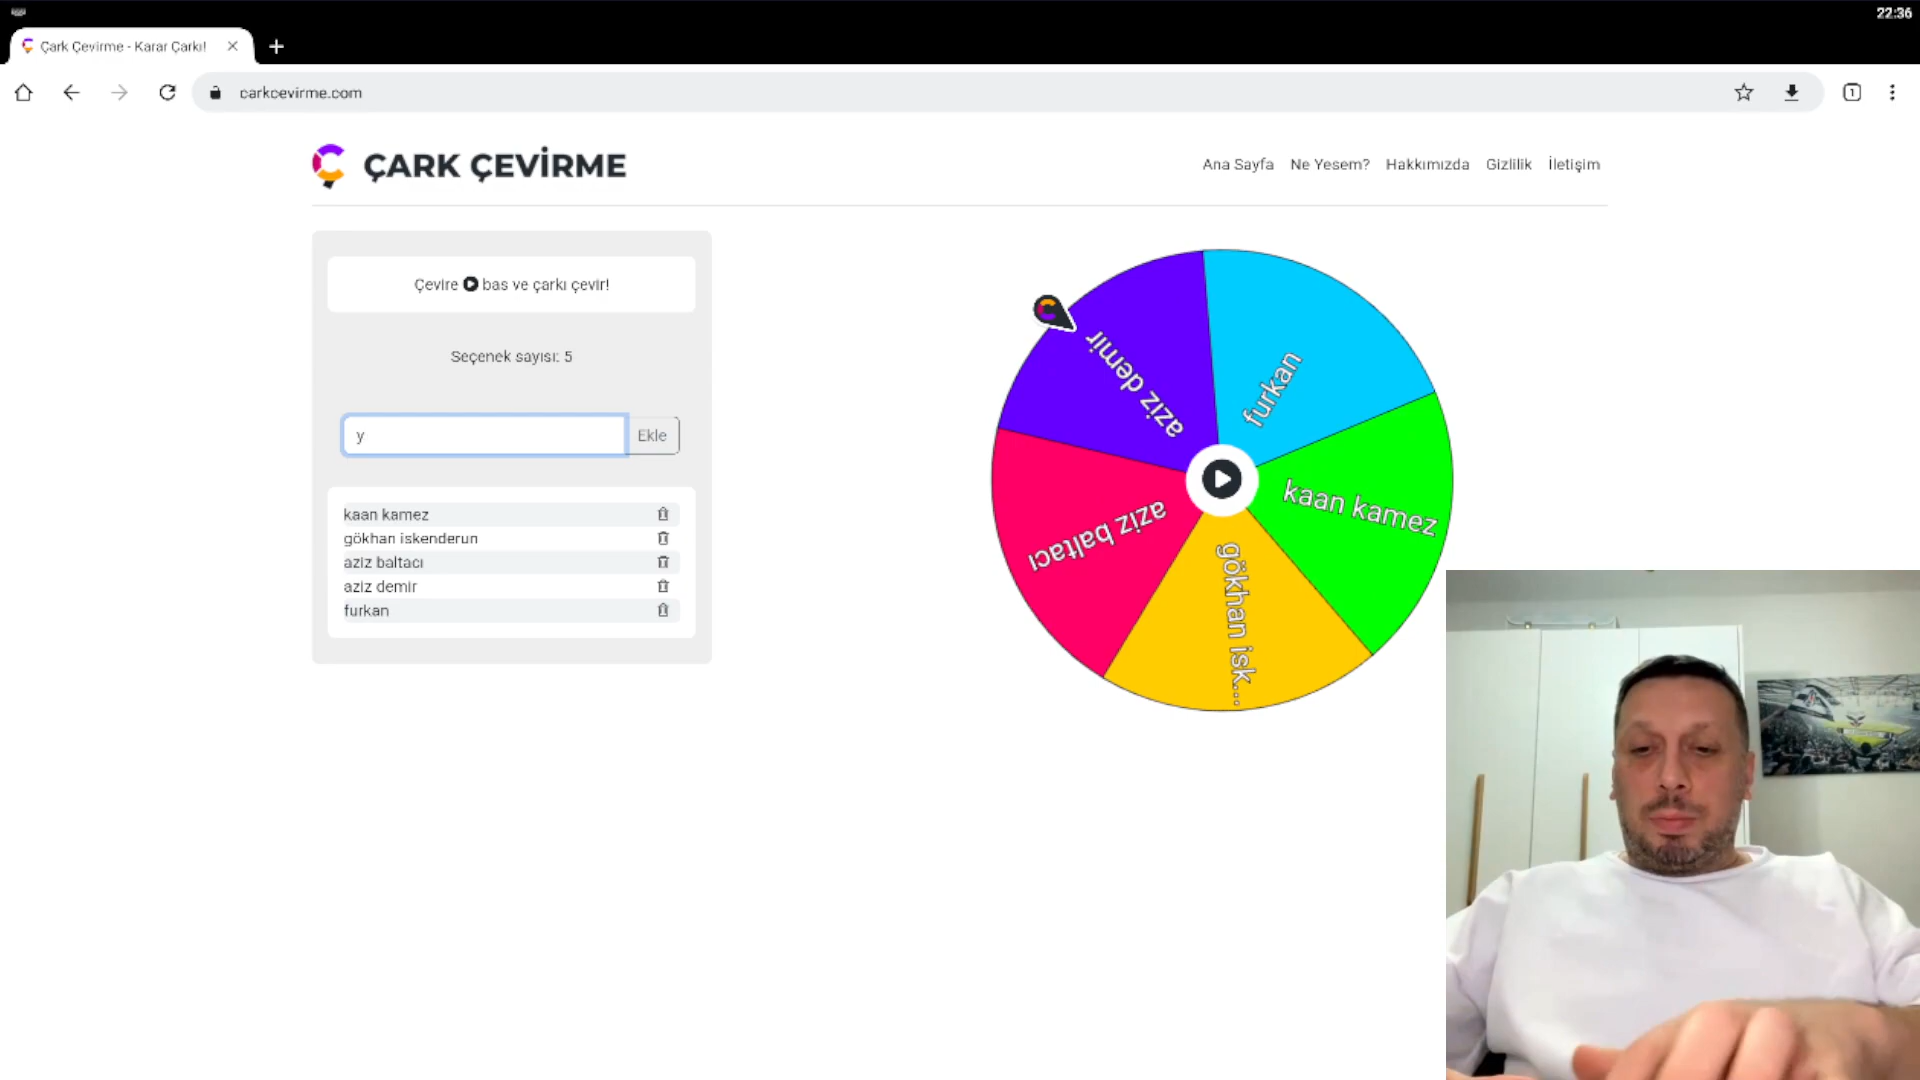 22:36
Çark Çevirme - Karar Çarkı!
carkcevirme.com
1
ÇARK ÇEVİRME
Ana Sayfa Ne Yesem? Hakkımızda Gizlilik İletişim
Çevire bas ve çarkı çevir!
Seçenek sayısı: 5
y
Ekle
kaan kamez
gökhan iskenderun
aziz baltacı
aziz demir
furkan
aziz demir
furkan
kaan kamez
gökhan isk...
aziz baltacı